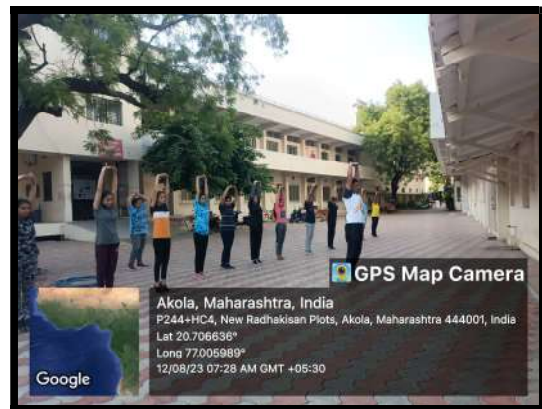 GPS Map Camera
Akola, Maharashtra, India
P244+HC4, New Radhakisan Plots, Akola, Maharashtra 444001, India
Lat 20.706636°
Long 77.005989°
12/08/23 07:28 AM GMT +05:30
Google